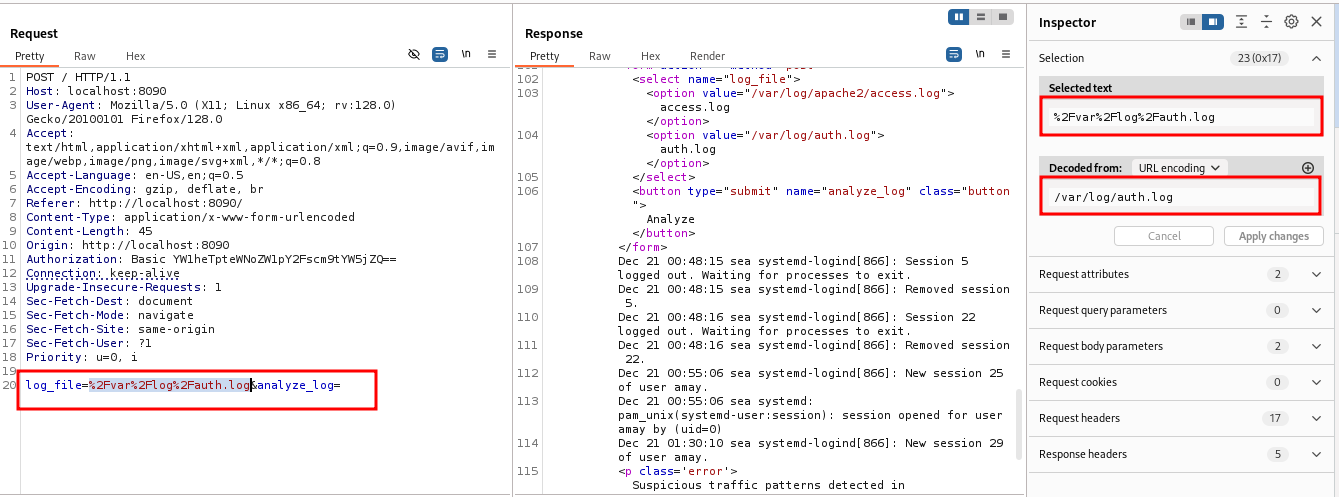 Request
Pretty Raw Hex
\n
1 POST / HTTP/1.1
2 Host: localhost:8090
3 User-Agent: Mozilla/5.0 (X11; Linux x86_64; rv:128.0)
Gecko/20100101 Firefox/128.0
4 Accept:
text/html,application/xhtml+xml,application/xml;q=0.9,image/avif,im
age/webp,image/png,image/svg+xml,*/*;q=0.8
5 Accept-Language: en-US,en;q=0.5
6 Accept-Encoding: gzip, deflate, br
7 Referer: http://localhost:8090/
8 Content-Type: application/x-www-form-urlencoded
9 Content-Length: 45
10 Origin: http://localhost:8090
11 Authorization: Basic YW1heTpteWNoZW1pY2Fscm9tYW5jZQ==
12 Connection: keep-alive
13 Upgrade-Insecure-Requests: 1
14 Sec-Fetch-Dest: document
15 Sec-Fetch-Mode: navigate
16 Sec-Fetch-Site: same-origin
17 Sec-Fetch-User: ?1
18 Priority: u=0, i
19
20 log_file=%2Fvar%2Flog%2Fauth.log&analyze_log=
Response
Pretty Raw Hex Render
\n
102 <select name="log_file">
103 <option value="/var/log/apache2/access.log">
access.log
</option>
104 <option value="/var/log/auth.log">
auth.log
</option>
105 </select>
106 <button type="submit" name="analyze_log" class="button
">
Analyze
</button>
107 </form>
108 Dec 21 00:48:15 sea systemd-logind[866]: Session 5
logged out. Waiting for processes to exit.
109 Dec 21 00:48:15 sea systemd-logind[866]: Removed session
5.
110 Dec 21 00:48:16 sea systemd-logind[866]: Session 22
logged out. Waiting for processes to exit.
111 Dec 21 00:48:16 sea systemd-logind[866]: Removed session
22.
112 Dec 21 00:55:06 sea systemd-logind[866]: New session 25
of user amay.
113 Dec 21 00:55:06 sea systemd:
pam_unix(systemd-user:session): session opened for user
amay by (uid=0)
114 Dec 21 01:30:10 sea systemd-logind[866]: New session 29
of user amay.
115 <p class='error'>
Suspicious traffic patterns detected in
Inspector
Selection 23 (0x17)
Selected text
%2Fvar%2Flog%2Fauth.log
Decoded from: URL encoding
/var/log/auth.log
Cancel Apply changes
Request attributes 2
Request query parameters 0
Request body parameters 2
Request cookies 0
Request headers 17
Response headers 5